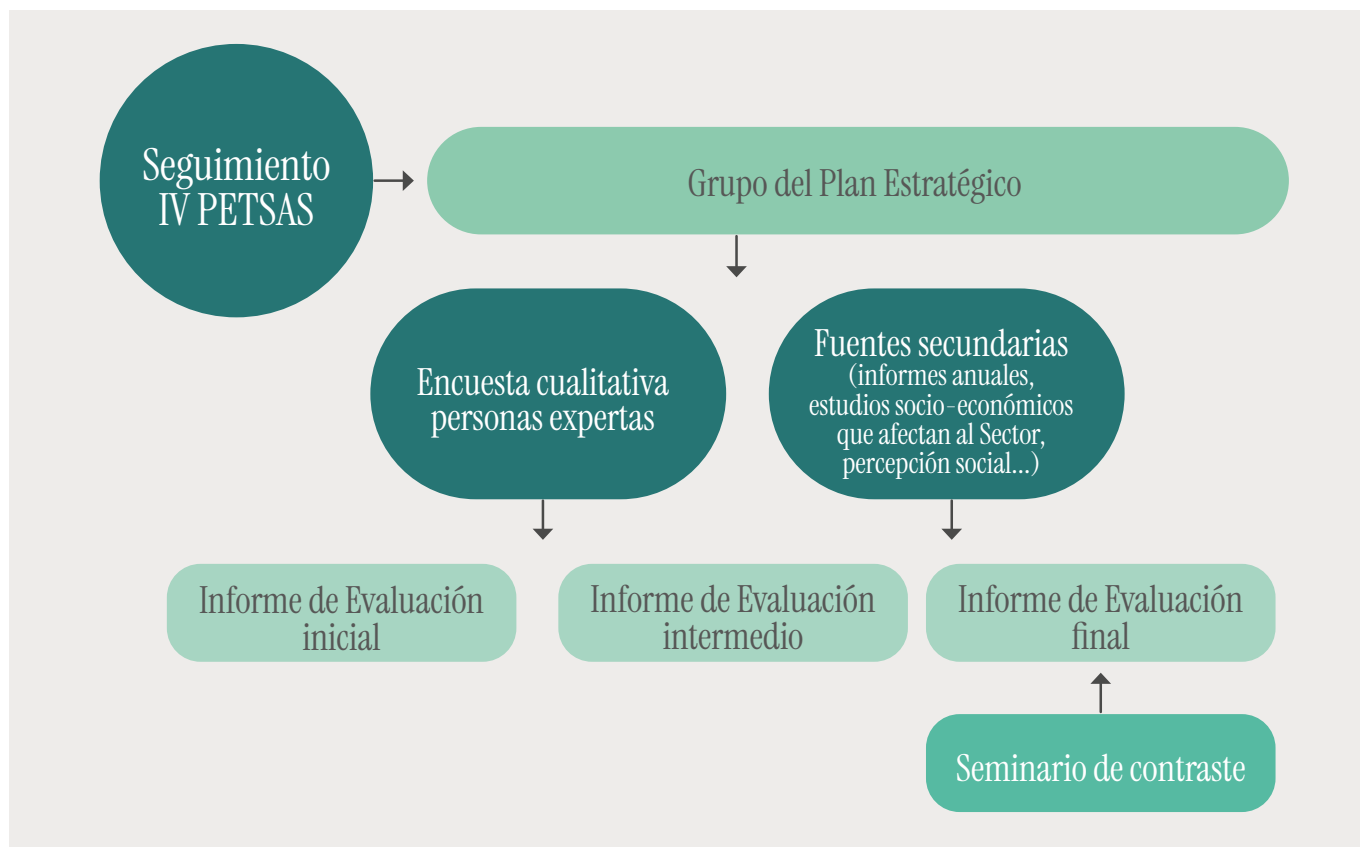 Seguimiento
IV PETSAS
Grupo del Plan Estratégico
Encuesta cualitativa
personas expertas
Fuentes secundarias
(informes anuales,
estudios socio-económicos
que afectan al Sector,
percepción social...)
Informe de Evaluación
inicial
Informe de Evaluación
intermedio
Informe de Evaluación
final
Seminario de contraste